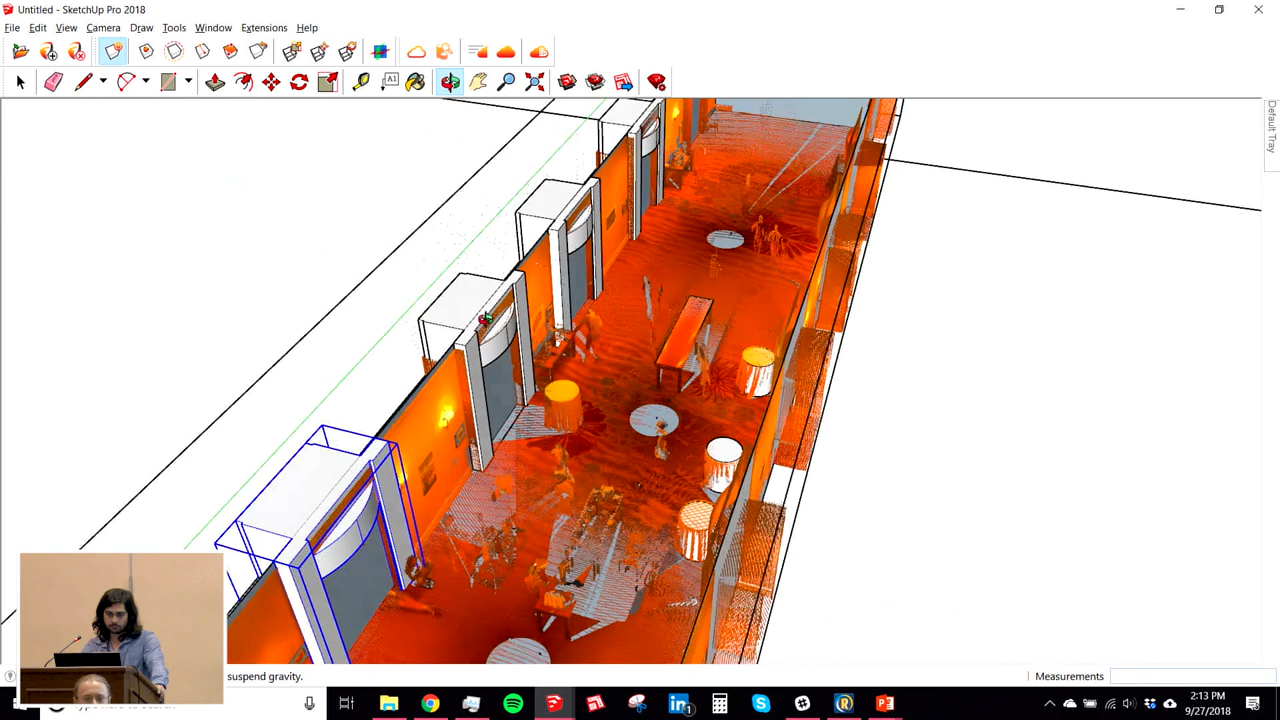 Untitled - SketchUp Pro 2018
File Edit View Camera Draw Tools Window Extensions Help
A1
Default Tray
suspend gravity.
Measurements
2:13 PM
9/27/2018